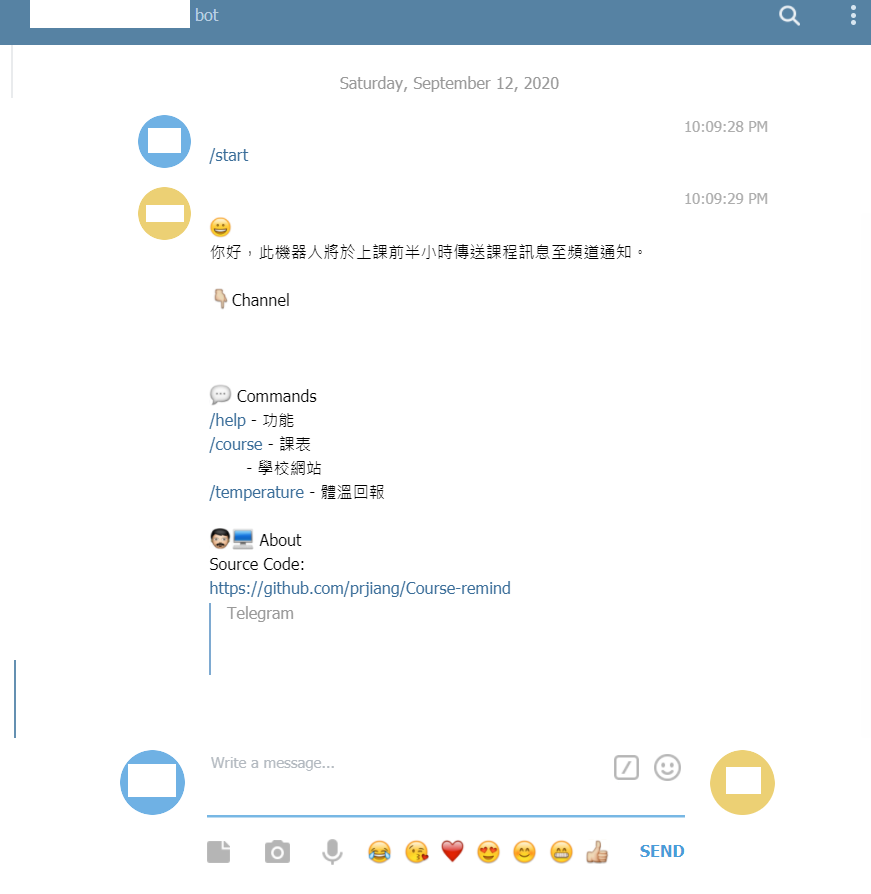 bot
Saturday, September 12, 2020
10:09:28 PM
/start
10:09:29 PM
你好，此機器人將於上課前半小時傳送課程訊息至頻道通知。
Channel
Commands
/help - 功能
/course - 課表
- 學校網站
/temperature - 體溫回報
About
Source Code:
https://github.com/prjiang/Course-remind
Telegram
Write a message...
SEND